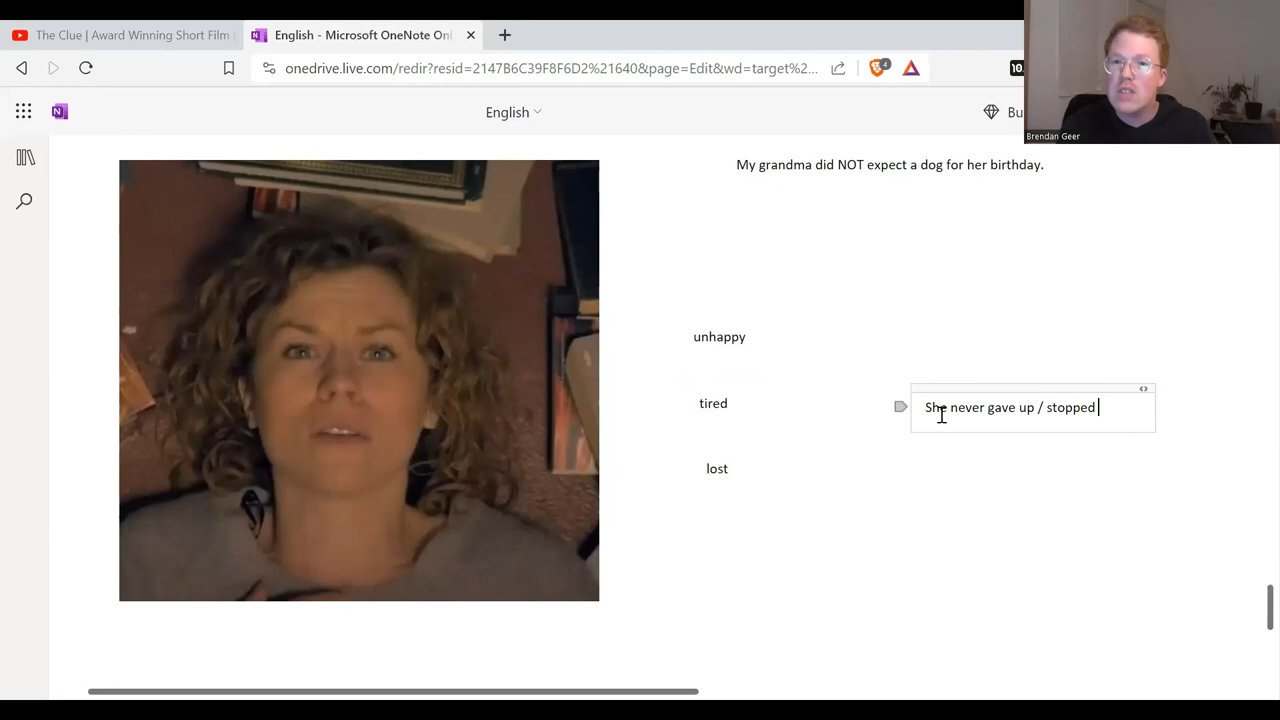 The Clue | Award Winning Short Film (
English - Microsoft OneNote Onl
onedrive.live.com/redir?resid=2147B6C39F8F6D2%21640&page=Edit&wd=target%2...
4
10
English
Bu
Brendan Geer
My grandma did NOT expect a dog for her birthday.
unhappy
tired
She never gave up / stopped
lost